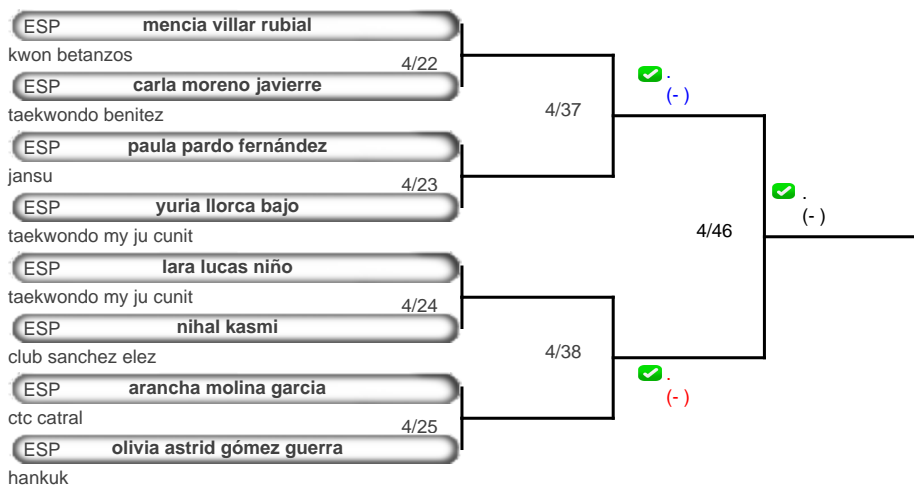 ESP mencia villar rubial
kwon betanzos
4/22
ESP carla moreno javierre
taekwondo benitez
ESP paula pardo fernández
jansu
4/23
ESP yuria llorca bajo
taekwondo my ju cunit
ESP lara lucas niño
taekwondo my ju cunit
4/24
ESP nihal kasmi
club sanchez elez
ESP arancha molina garcia
ctc catral
4/25
ESP olivia astrid gómez guerra
hankuk
4/37
4/38
.
(- )
.
(- )
4/46
.
(- )